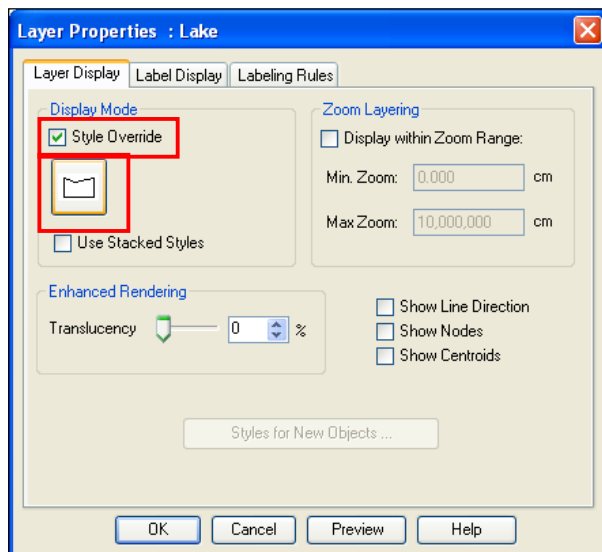 Layer Properties : Lake
Layer Display Label Display Labeling Rules
Display Mode
Style Override
Use Stacked Styles
Zoom Layering
Display within Zoom Range:
Min. Zoom: 0.000 cm
Max Zoom: 10,000,000 cm
Enhanced Rendering
Translucency 0 %
Show Line Direction
Show Nodes
Show Centroids
Styles for New Objects ...
OK Cancel Preview Help